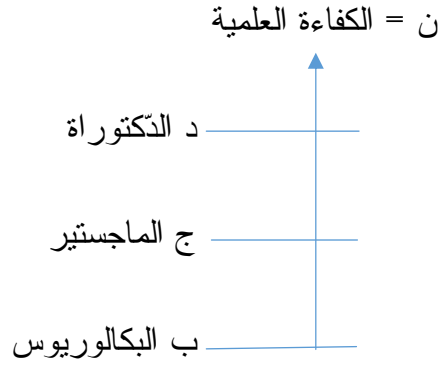 ن = الكفاءة العلمية
د الدّكتوراة
ج الماجستير
ب البكالوريوس